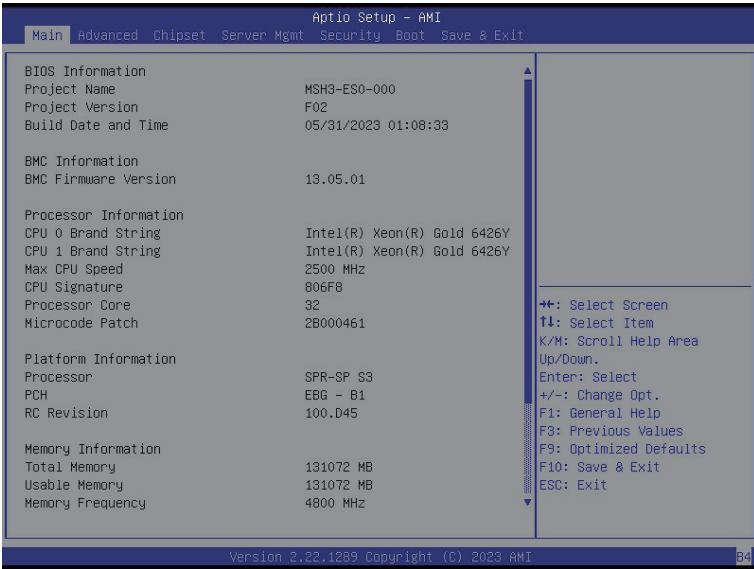 Aptio Setup – AMI
Main Advanced Chipset Server Mgmt Security Boot Save & Exit
BIOS Information
Project Name MSH3-ES0-000
Project Version F02
Build Date and Time 05/31/2023 01:08:33
BMC Information
BMC Firmware Version 13.05.01
Processor Information
CPU 0 Brand String Intel(R) Xeon(R) Gold 6426Y
CPU 1 Brand String Intel(R) Xeon(R) Gold 6426Y
Max CPU Speed 2500 MHz
CPU Signature 806F8
Processor Core 32
Microcode Patch 2B000461
Platform Information
Processor SPR-SP S3
PCH EBG - B1
RC Revision 100.D45
Memory Information
Total Memory 131072 MB
Usable Memory 131072 MB
Memory Frequency 4800 MHz
→←: Select Screen
↑↓: Select Item
K/M: Scroll Help Area
Up/Down.
Enter: Select
+/-: Change Opt.
F1: General Help
F3: Previous Values
F9: Optimized Defaults
F10: Save & Exit
ESC: Exit
Version 2.22.1289 Copyright (C) 2023 AMI
B4